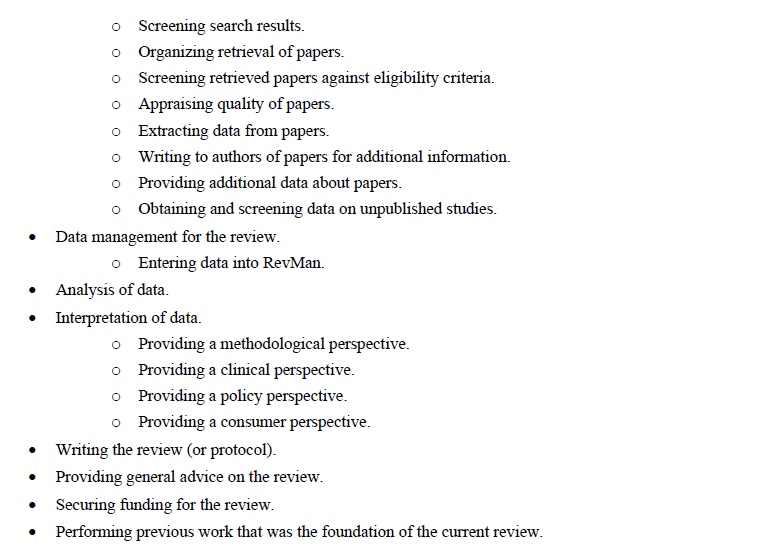 o Screening search results.
o Organizing retrieval of papers.
o Screening retrieved papers against eligibility criteria.
o Appraising quality of papers.
o Extracting data from papers.
o Writing to authors of papers for additional information.
o Providing additional data about papers.
o Obtaining and screening data on unpublished studies.
• Data management for the review.
o Entering data into RevMan.
• Analysis of data.
• Interpretation of data.
o Providing a methodological perspective.
o Providing a clinical perspective.
o Providing a policy perspective.
o Providing a consumer perspective.
• Writing the review (or protocol).
• Providing general advice on the review.
• Securing funding for the review.
• Performing previous work that was the foundation of the current review.